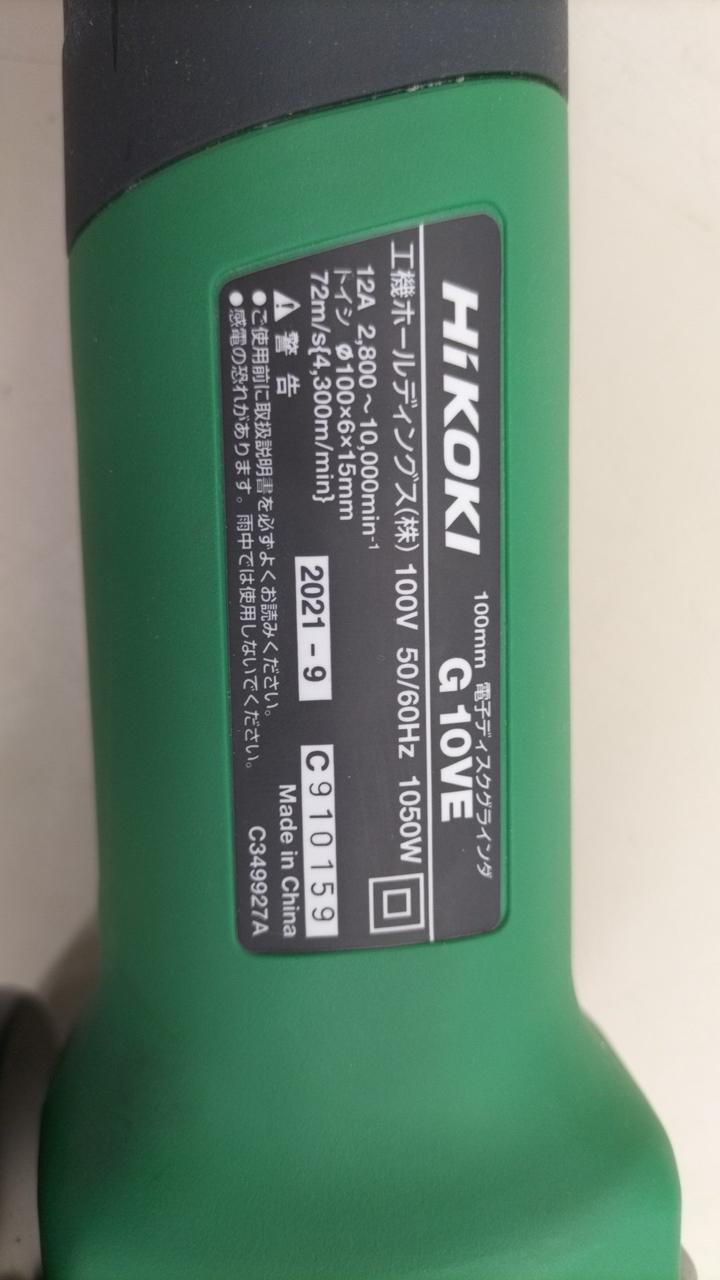 HiKOKI
100mm 電子ディスクグラインダ
G 10VE
工機ホールディングス(株) 100V 50/60Hz 1050W
12A 2,800～10,000min⁻¹
トイシ Ø100×6×15mm
72m/s{4,300m/min}
2021 - 9
C910159
⚠警告
Made in China
●ご使用前に取扱説明書を必ずよくお読みください。
●感電の恐れがあります。雨中では使用しないでください。
C349927A